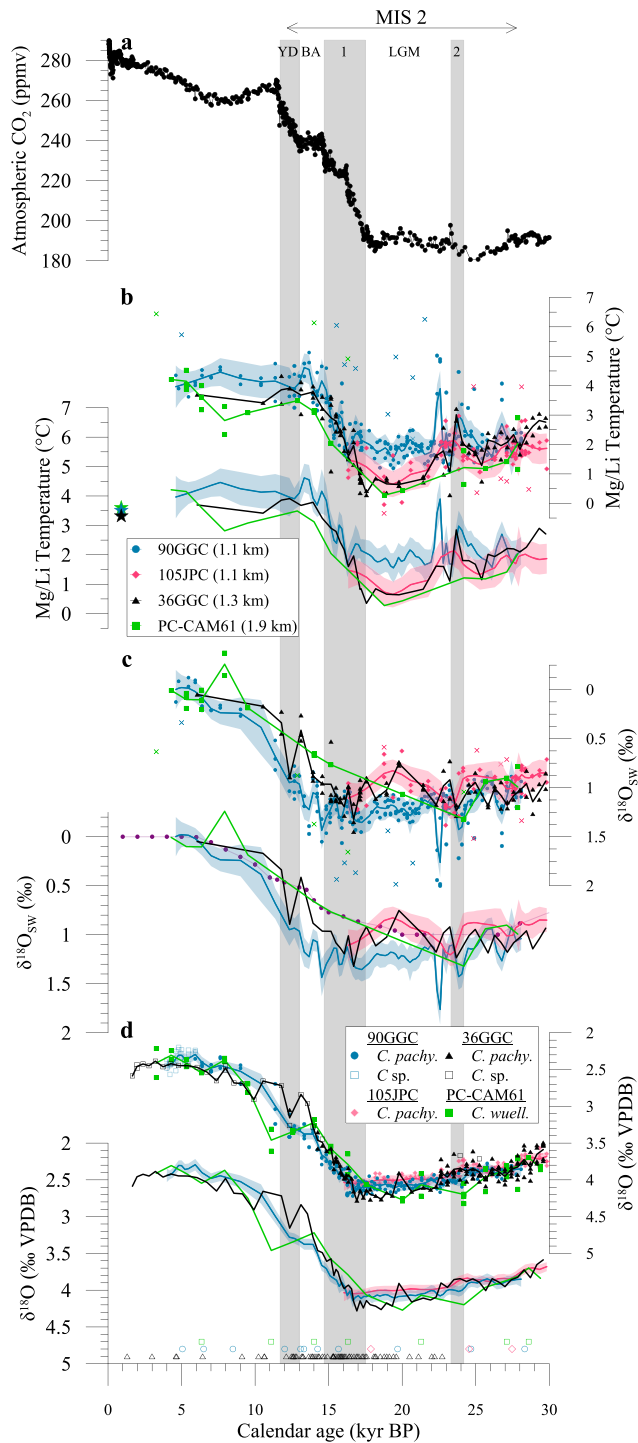 MIS 2
YD BA 1 LGM 2
a
Atmospheric CO2 (ppmv)
280
260
240
220
200
180
b
7
6
5
4
3
2
1
0
Mg/Li Temperature (°C)
7
6
5
4
3
2
1
0
Mg/Li Temperature (°C)
90GGC (1.1 km)
105JPC (1.1 km)
36GGC (1.3 km)
PC-CAM61 (1.9 km)
c
0
0.5
1
1.5
2
δ18OSW (‰)
0
0.5
1
1.5
2
δ18OSW (‰)
d
90GGC 36GGC
C. pachy. C. pachy.
C sp. C. sp.
105JPC PC-CAM61
C. pachy. C. wuell.
2
2.5
3
3.5
4
4.5
5
δ18O (‰ VPDB)
2
2.5
3
3.5
4
4.5
5
δ18O (‰ VPDB)
0 5 10 15 20 25 30
Calendar age (kyr BP)